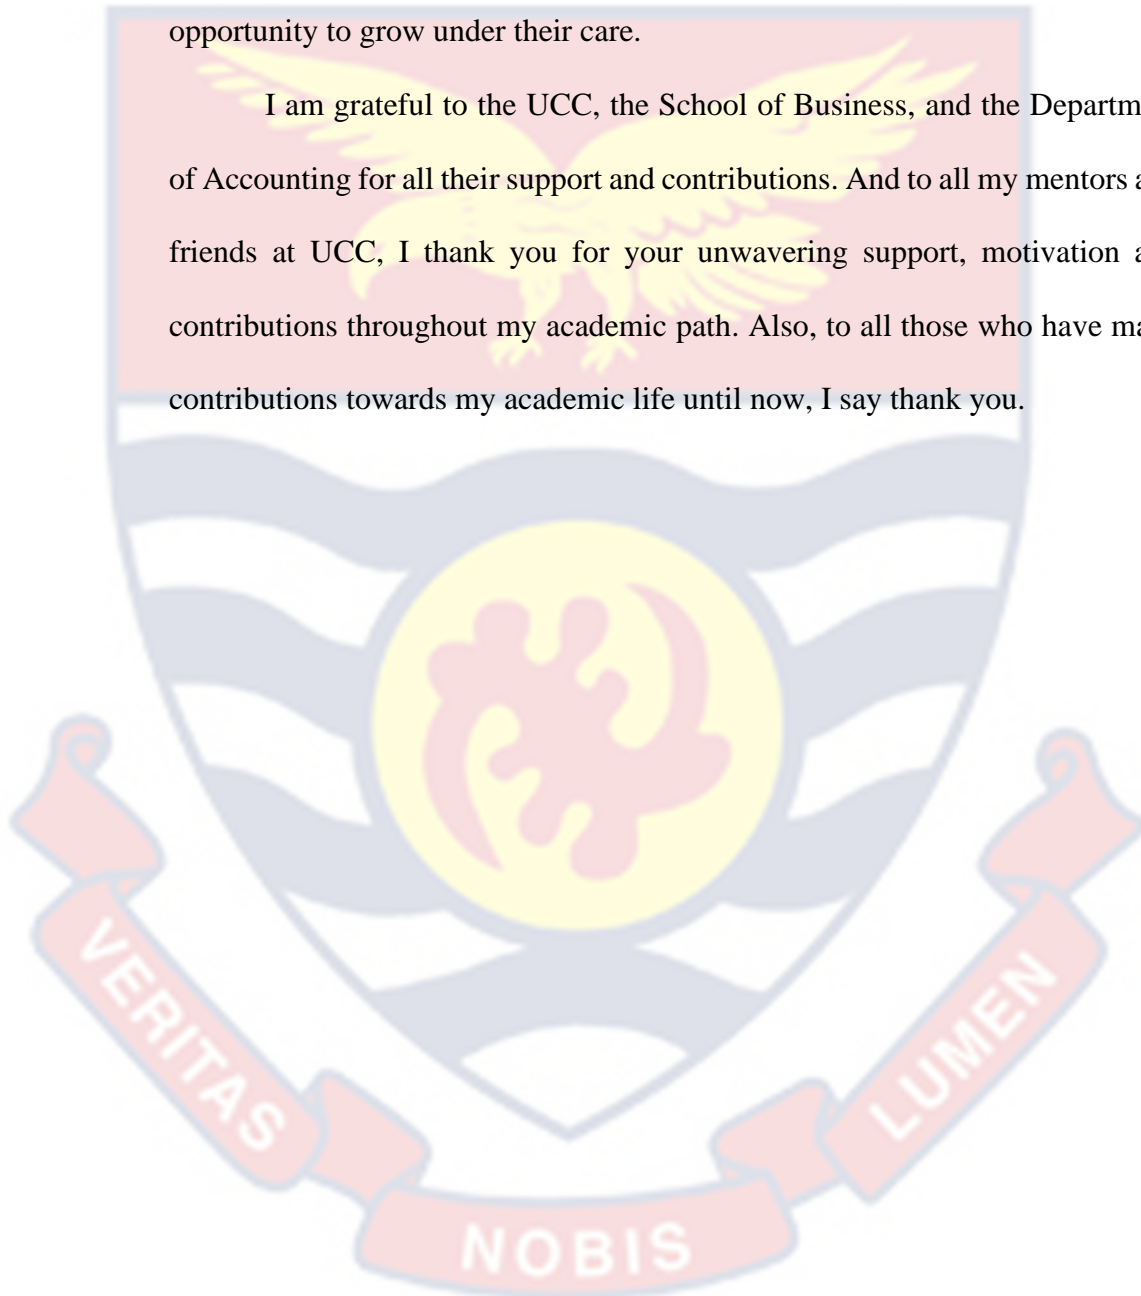 opportunity to grow under their care.
I am grateful to the UCC, the School of Business, and the Departm
of Accounting for all their support and contributions. And to all my mentors a
friends at UCC, I thank you for your unwavering support, motivation a
contributions throughout my academic path. Also, to all those who have ma
contributions towards my academic life until now, I say thank you.
VERITAS
NOBIS
LUMEN